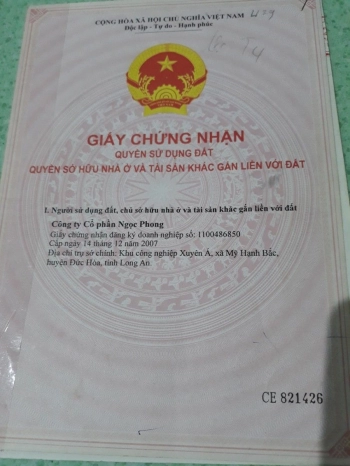 CỘNG HÒA XÃ HỘI CHỦ NGHĨA VIỆT NAM
Độc lập - Tự do - Hạnh phúc
GIẤY CHỨNG NHẬN
QUYỀN SỬ DỤNG ĐẤT
QUYỀN SỞ HỮU NHÀ Ở VÀ TÀI SẢN KHÁC GẮN LIỀN VỚI ĐẤT
I. Người sử dụng đất, chủ sở hữu nhà ở và tài sản khác gắn liền với đất
Công ty Cổ phần Ngọc Phong
Giấy chứng nhận đăng ký doanh nghiệp số: 1100486850
Cấp ngày 14 tháng 12 năm 2007
Địa chỉ trụ sở chính: Khu công nghiệp Xuyên Á, xã Mỹ Hạnh Bắc,
huyện Đức Hòa, tỉnh Long An
CE 821426